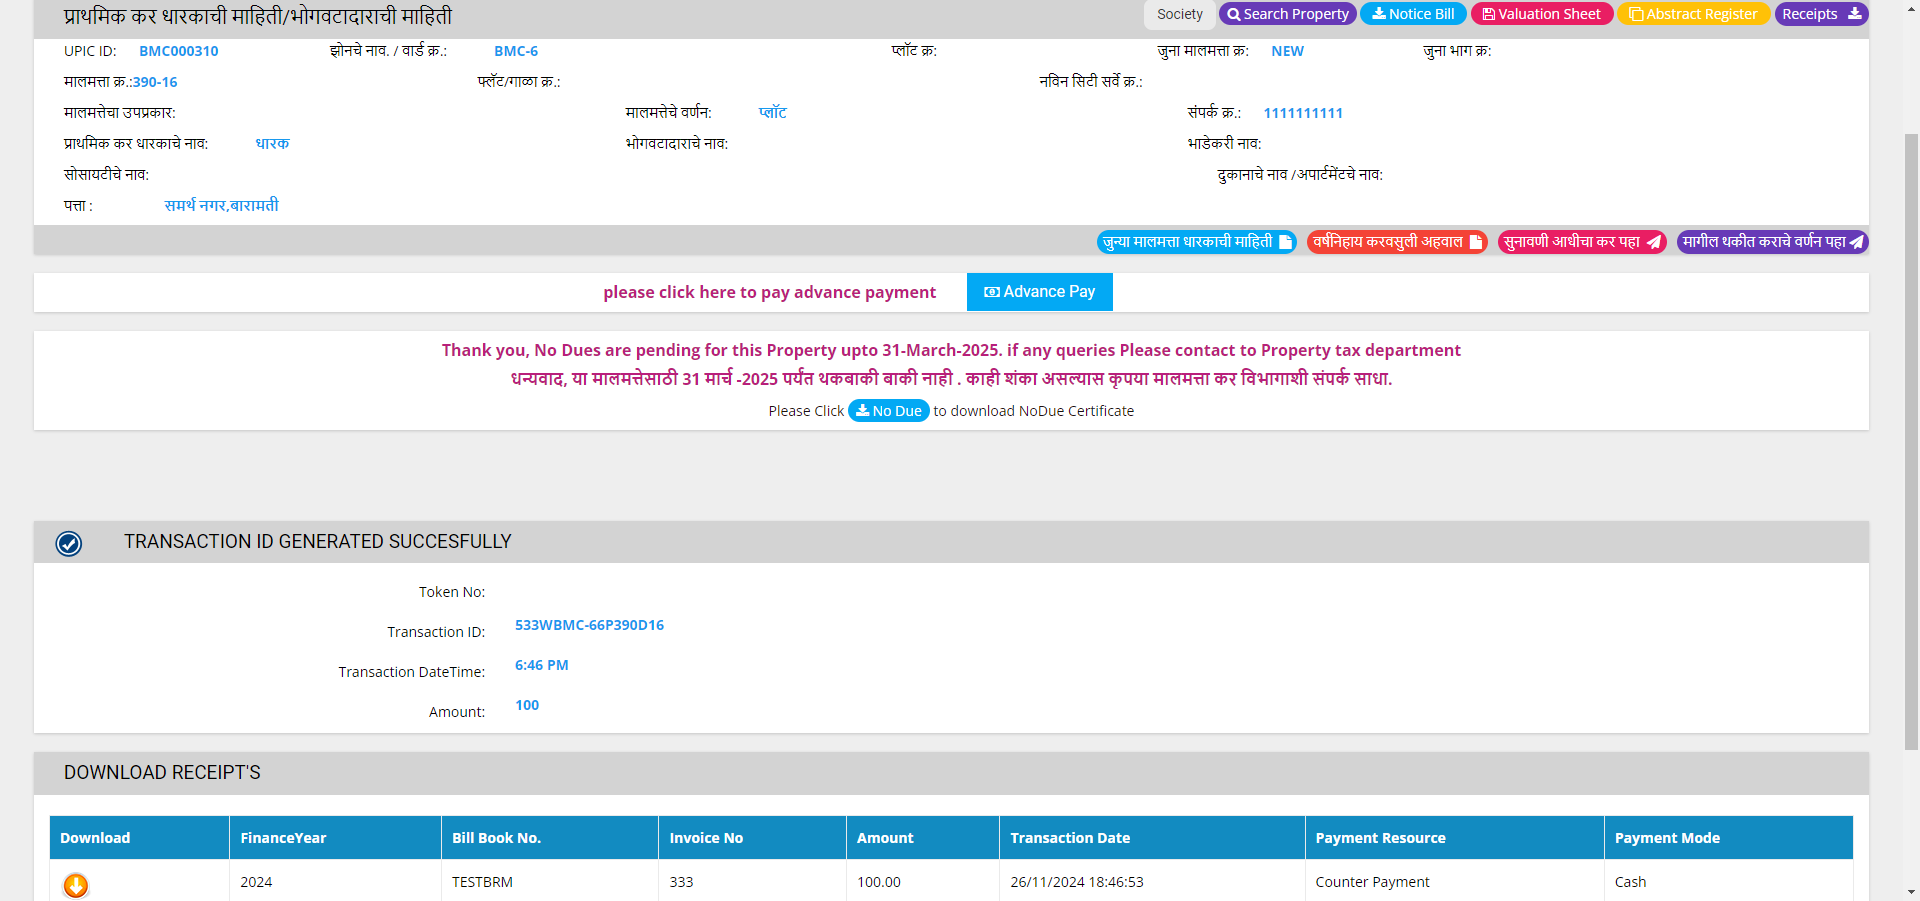 प्राथमिक कर धारकाची माहिती/भोगवटादाराची माहिती Society Search Property Notice Bill Valuation Sheet Abstract Register Receipts
UPIC ID: BMC000310 झोनचे नाव. / वार्ड क्र.: BMC-6 प्लॉट क्र: जुना मालमत्ता क्र: NEW जुना भाग क्र:
मालमत्ता क्र.:390-16 फ्लॅट/गाळा क्र.: नविन सिटी सर्वे क्र.:
मालमत्तेचा उपप्रकार: मालमत्तेचे वर्णन: प्लॉट संपर्क क्र.: 1111111111
प्राथमिक कर धारकाचे नाव: धारक भोगवटादाराचे नाव: भाडेकरी नाव:
सोसायटीचे नाव: दुकानाचे नाव /अपार्टमेंटचे नाव:
पत्ता : समर्थ नगर,बारामती
जुन्या मालमत्ता धारकाची माहिती वर्षनिहाय करवसुली अहवाल सुनावणी आधीचा कर पहा मागील थकीत कराचे वर्णन पहा
please click here to pay advance payment Advance Pay
Thank you, No Dues are pending for this Property upto 31-March-2025. if any queries Please contact to Property tax department
धन्यवाद, या मालमत्तेसाठी 31 मार्च -2025 पर्यंत थकबाकी बाकी नाही . काही शंका असल्यास कृपया मालमत्ता कर विभागाशी संपर्क साधा.
Please Click No Due to download NoDue Certificate
TRANSACTION ID GENERATED SUCCESFULLY
Token No:
Transaction ID: 533WBMC-66P390D16
Transaction DateTime: 6:46 PM
Amount: 100
DOWNLOAD RECEIPT'S
Download FinanceYear Bill Book No. Invoice No Amount Transaction Date Payment Resource Payment Mode
2024 TESTBRM 333 100.00 26/11/2024 18:46:53 Counter Payment Cash